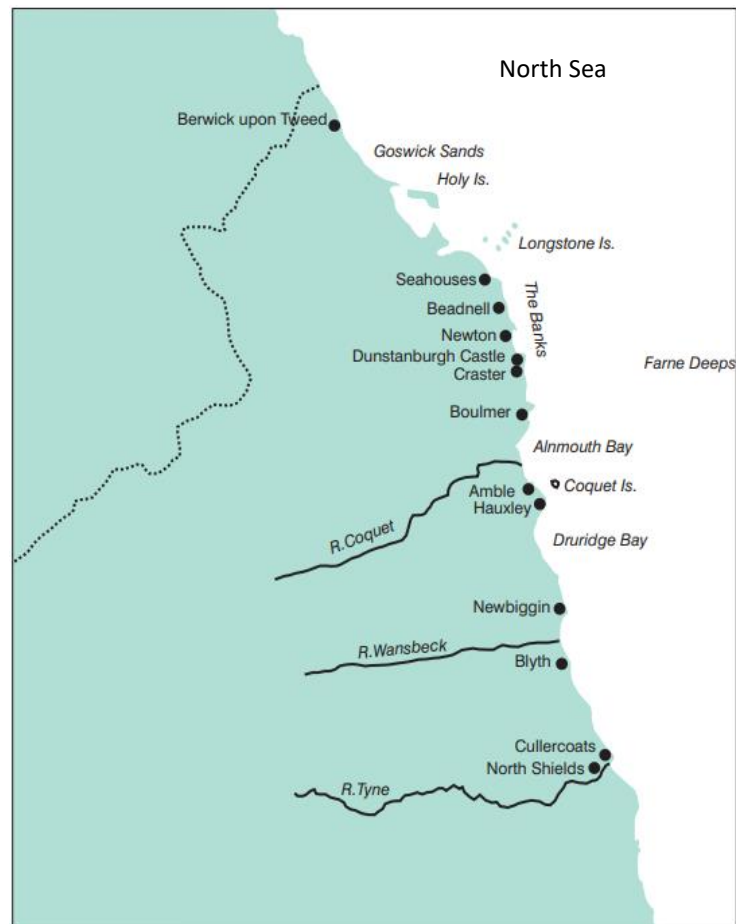 North Sea
Berwick upon Tweed
Goswick Sands
Holy Is.
Longstone Is.
Seahouses
The Banks
Beadnell
Newton
Dunstanburgh Castle
Farne Deeps
Craster
Boulmer
Alnmouth Bay
Amble
Coquet Is.
Hauxley
R.Coquet
Druridge Bay
Newbiggin
R.Wansbeck
Blyth
Cullercoats
North Shields
R.Tyne